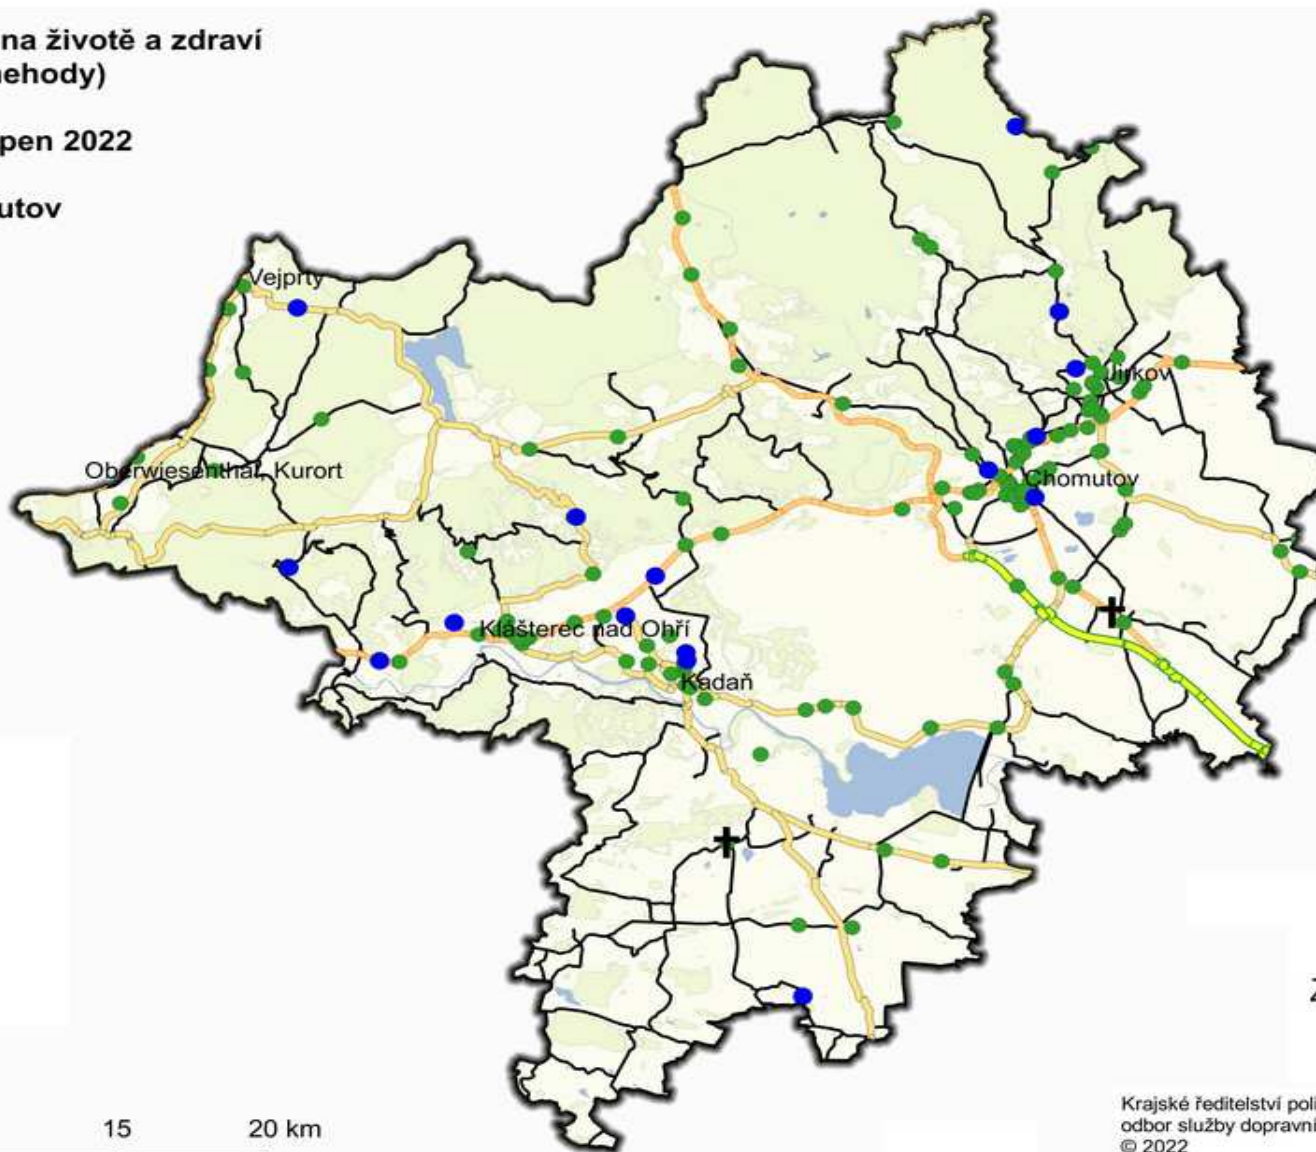 na životě a zdraví
nehody)
pen 2022
utov
Vejprty
Jirkov
Oberwiesenthal, Kurort
Chomutov
Klášterec nad Ohří
Kadaň
15 20 km
Krajské ředitelství poli
odbor služby dopravní
© 2022